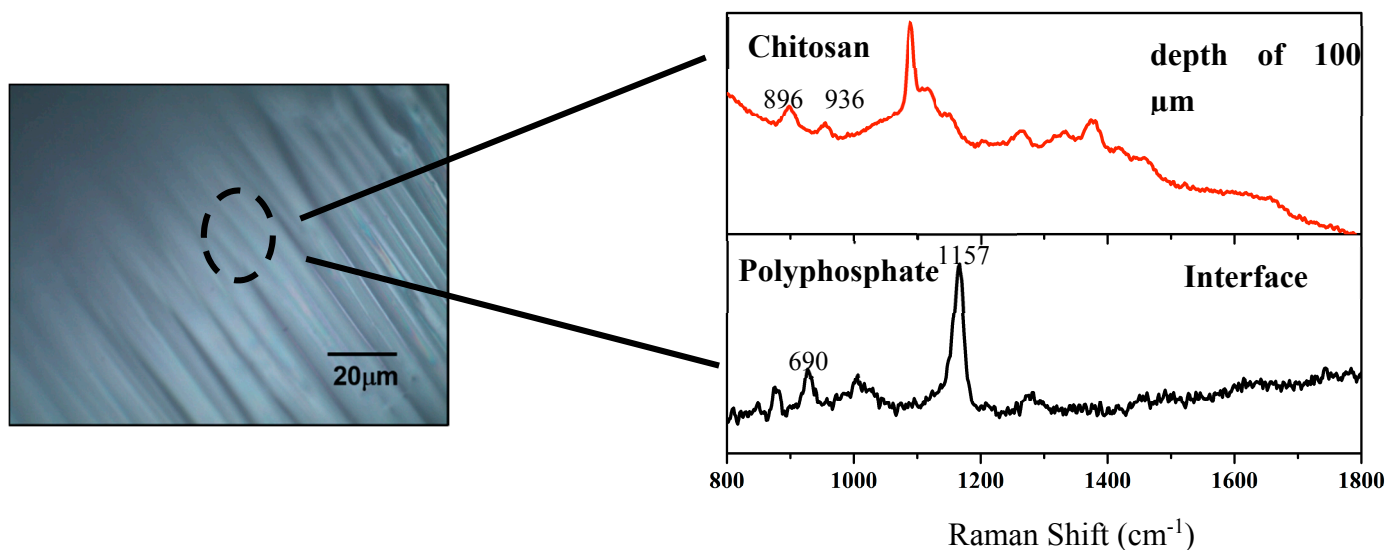 Chitosan
depth of 100
µm
896 936
1157
Polyphosphate
Interface
690
20µm
800 1000 1200 1400 1600 1800
Raman Shift (cm⁻¹)